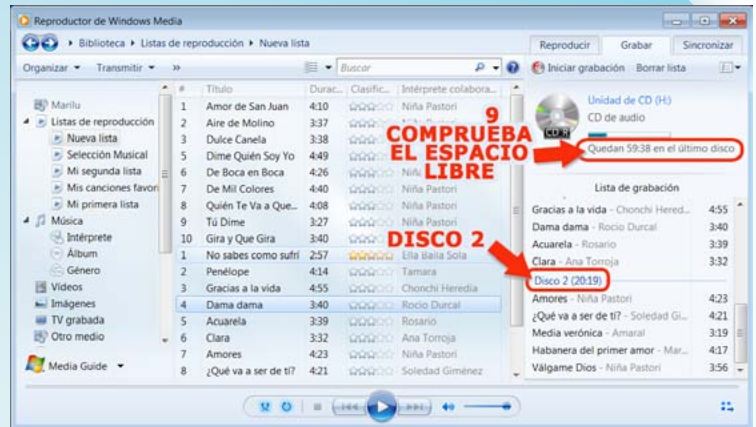 Reproductor de Windows Media
Biblioteca Listas de reproducción Nueva lista
Reproducir Grabar Sincronizar
Organizar Transmitir » Buscar
Iniciar grabación Borrar lista
Marilu
Listas de reproducción
Nueva lista
Selección Musical
Mi segunda lista
Mis canciones favori
Mi primera lista
Música
Intérprete
Álbum
Género
Vídeos
Imágenes
TV grabada
Otro medio
Media Guide
# Título Durac... Clasific... Intérprete colabora...
1 Amor de San Juan 4:10 Niña Pastori
2 Aire de Molino 3:37
3 Dulce Canela 3:38
5 Dime Quién Soy Yo 4:49
6 De Boca en Boca 4:26
7 De Mil Colores 4:40 Niña Pastori
8 Quién Te Va a Que... 4:08 Niña Pastori
9 Tú Dime 3:27 Niña Pastori
10 Gira y Que Gira 3:40
1 No sabes como sufrí 2:57 Ella Baila Sola
2 Penélope 4:14 Tamara
3 Gracias a la vida 4:55 Chonchi Heredia
4 Dama dama 3:40 Rocio Durcal
5 Acuarela 3:39 Rosario
6 Clara 3:32 Ana Torroja
7 Amores 4:23 Niña Pastori
8 ¿Qué va a ser de ti? 4:21 Soledad Giménez
9
COMPRUEBA
EL ESPACIO
LIBRE
DISCO 2
CD-R
Unidad de CD (H:)
CD de audio
Quedan 59:38 en el último disco
Lista de grabación
Gracias a la vida - Chonchi Hered... 4:55
Dama dama - Rocio Durcal 3:40
Acuarela - Rosario 3:39
Clara - Ana Torroja 3:32
Disco 2 (20:19)
Amores - Niña Pastori 4:23
¿Qué va a ser de ti? - Soledad Gi... 4:21
Media verónica - Amaral 3:19
Habanera del primer amor - Mar... 4:17
Válgame Dios - Niña Pastori 3:56